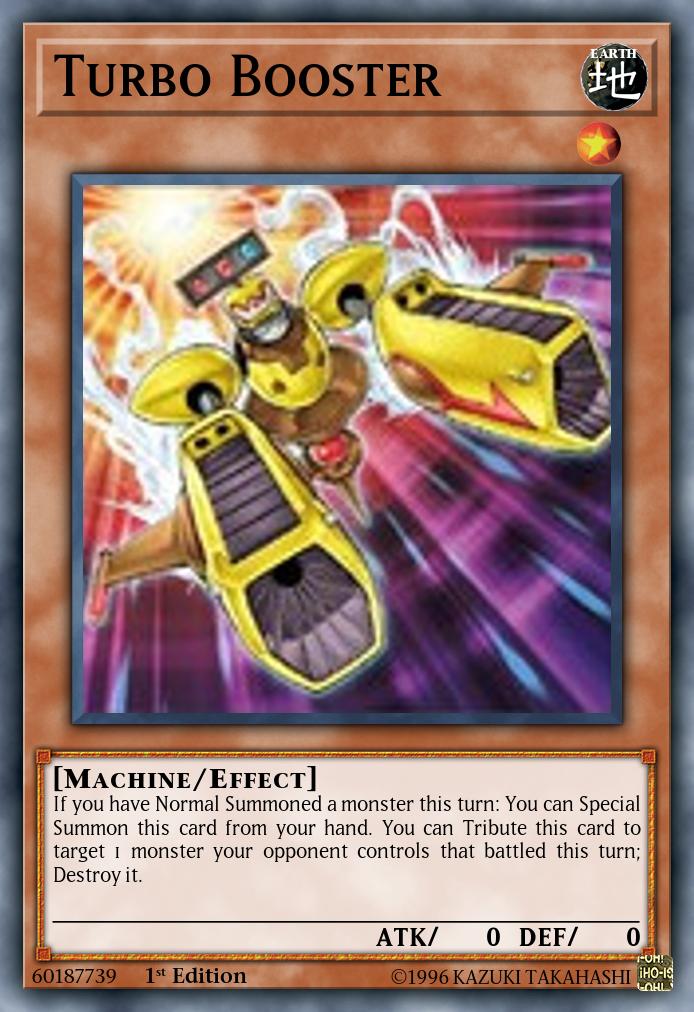 TURBO BOOSTER
EARTH
地
[MACHINE/EFFECT]
If you have Normal Summoned a monster this turn: You can Special
Summon this card from your hand. You can Tribute this card to
target 1 monster your opponent controls that battled this turn;
Destroy it.
ATK/ 0 DEF/ 0
60187739 1st Edition ©1996 KAZUKI TAKAHASHI